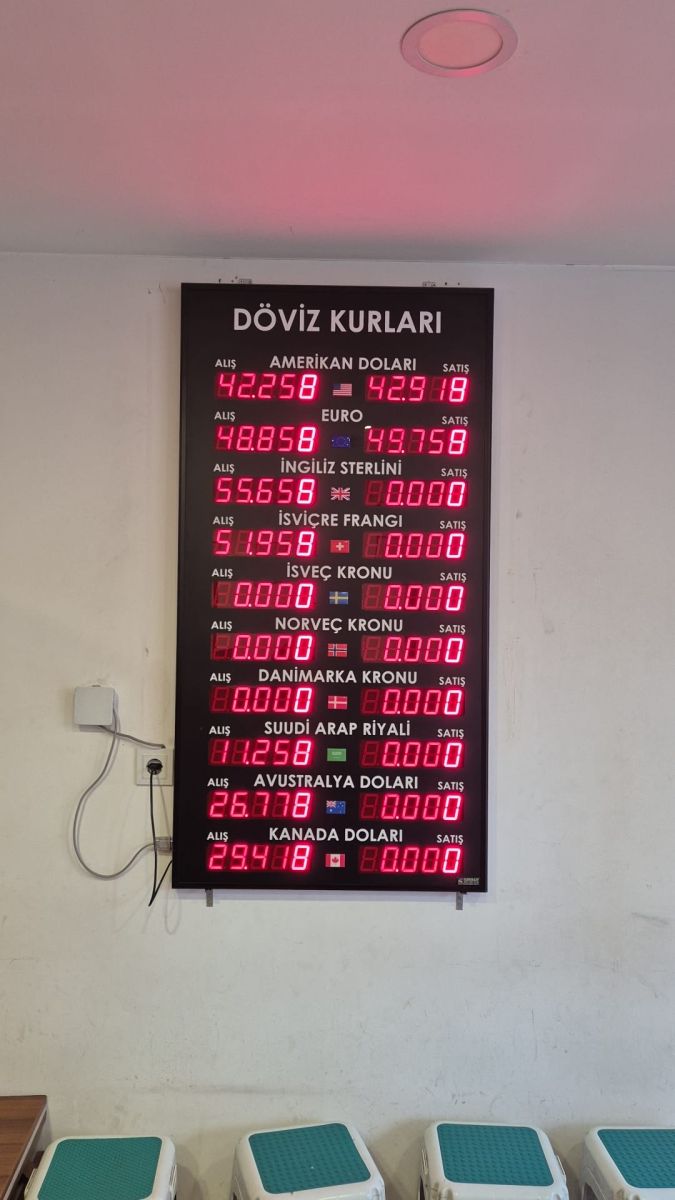 DÖVİZ KURLARI
AMERİKAN DOLARI
ALIŞ SATIŞ
42.258 42.918
EURO
ALIŞ SATIŞ
48.858 49.758
İNGİLİZ STERLİNİ
ALIŞ SATIŞ
55.658 0.000
İSVİÇRE FRANGI
ALIŞ SATIŞ
51.958 0.000
İSVEÇ KRONU
ALIŞ SATIŞ
0.000 0.000
NORVEÇ KRONU
ALIŞ SATIŞ
0.000 0.000
DANİMARKA KRONU
ALIŞ SATIŞ
0.000 0.000
SUUDİ ARAP RİYALİ
ALIŞ SATIŞ
11.258 0.000
AVUSTRALYA DOLARI
ALIŞ SATIŞ
26.778 0.000
KANADA DOLARI
ALIŞ SATIŞ
29.418 0.000